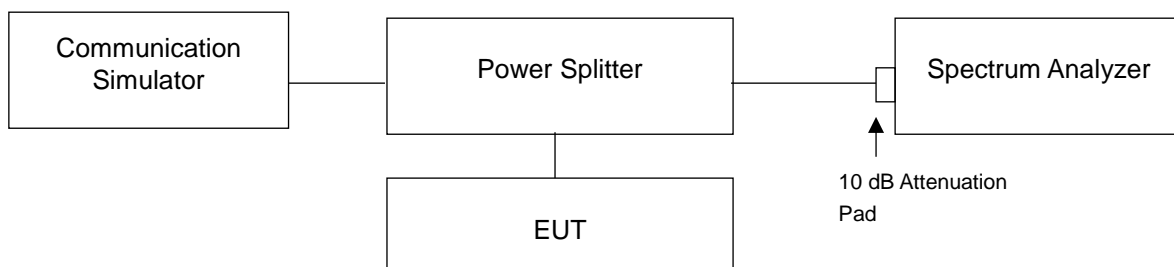 Communication
Simulator
Power Splitter
Spectrum Analyzer
10 dB Attenuation
Pad
EUT